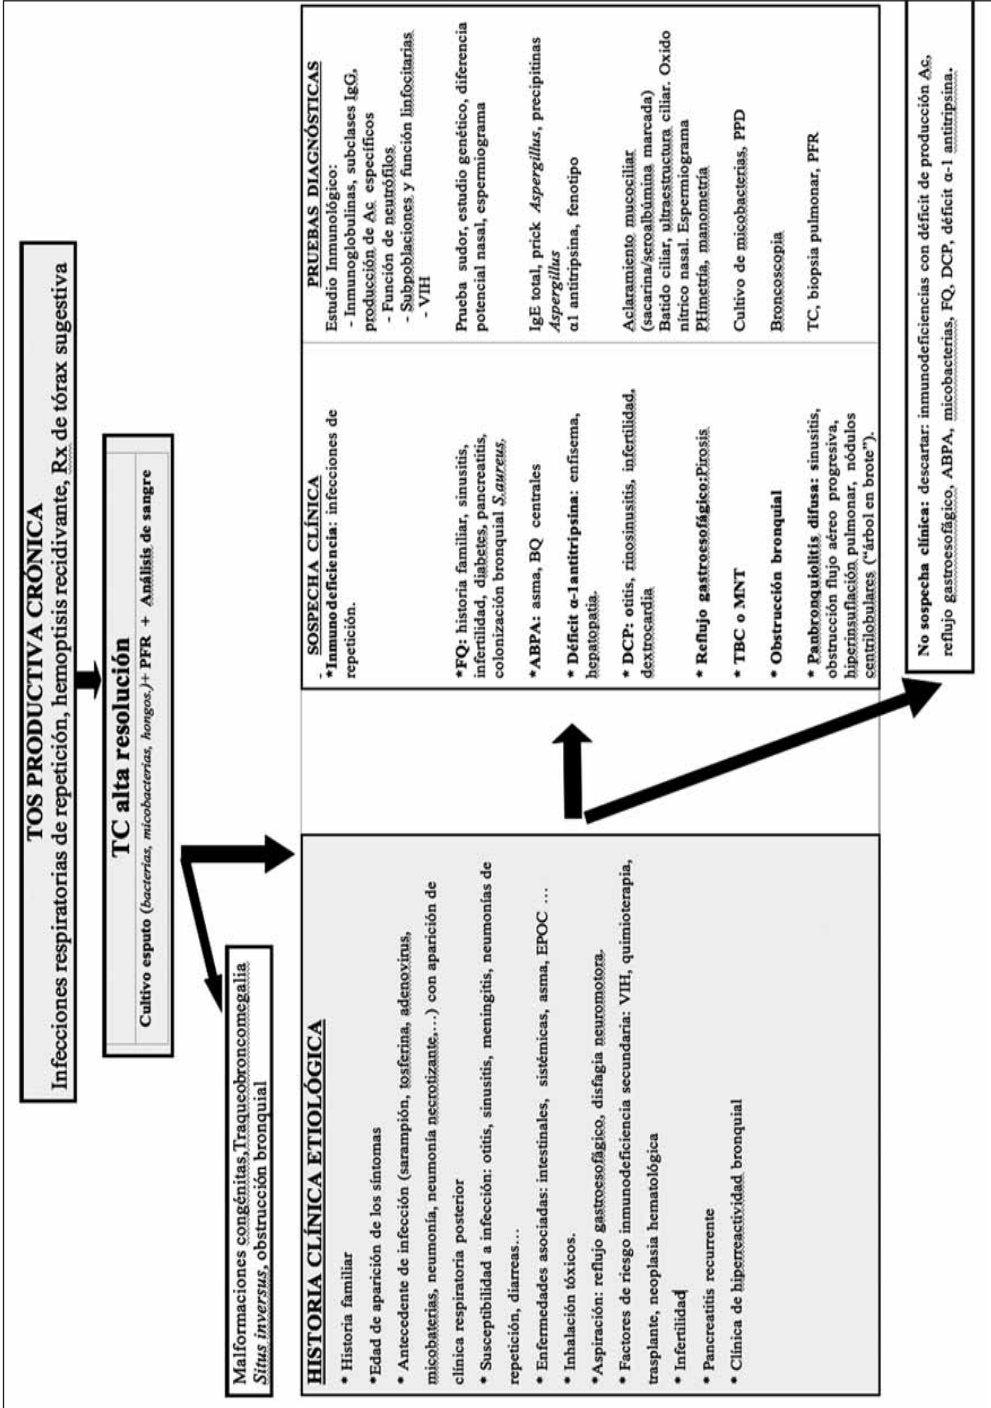 TOS PRODUCTIVA CRÓNICA
Infecciones respiratorias de repetición, hemoptisis recidivante, Rx de tórax sugestiva
TC alta resolución
Cultivo esputo (bacterias, micobacterias, hongos.)+ PFR + Análisis de sangre
Malformaciones congénitas,Traqueobroncomegalia
Situs inversus, obstrucción bronquial
HISTORIA CLÍNICA ETIOLÓGICA
* Historia familiar
*Edad de aparición de los síntomas
* Antecedente de infección (sarampión, tosferina, adenovirus,
micobaterias, neumonía, neumonía necrotizante,...) con aparición de
clínica respiratoria posterior
* Susceptibilidad a infección: otitis, sinusitis, meningitis, neumonías de
repetición, diarreas...
* Enfermedades asociadas: intestinales, sistémicas, asma, EPOC ...
* Inhalación tóxicos.
*Aspiración: reflujo gastroesofágico, disfagia neuromotora.
* Factores de riesgo inmunodeficiencia secundaria: VIH, quimioterapia,
trasplante, neoplasia hematológica
* Infertilidad
* Pancreatitis recurrente
* Clínica de hiperreactividad bronquial
SOSPECHA CLÍNICA
-
*Inmunodeficiencia: infecciones de
repetición.
*FQ: historia familiar, sinusitis,
infertilidad, diabetes, pancreatitis,
colonización bronquial S.aureus.
*ABPA: asma, BQ centrales
* Déficit α-1antitripsina: enfisema,
hepatopatia.
* DCP: otitis, rinosinusitis, infertilidad,
dextrocardia
* Reflujo gastroesofágico:Pirosis
* TBC o MNT
* Obstrucción bronquial
* Panbronquiolitis difusa: sinusitis,
obstrucción flujo aéreo progresiva,
hiperinsuflación pulmonar, nódulos
centrilobulares ("árbol en brote").
PRUEBAS DIAGNÓSTICAS
Estudio Inmunológico:
- Inmunoglobulinas, subclases IgG,
producción de Ac específicos
- Función de neutrófilos
- Subpoblaciones y función linfocitarias
- VIH
Prueba sudor, estudio genético, diferencia
potencial nasal, espermiograma
IgE total, prick Aspergillus, precipitinas
Aspergillus
α1 antitripsina, fenotipo
Aclaramiento mucociliar
(sacarina/seroalbúmina marcada)
Batido ciliar, ultraestructura ciliar. Oxido
nítrico nasal. Espermiograma
PHmetría, manometría
Cultivo de micobacterias, PPD
Broncoscopia
TC, biopsia pulmonar, PFR
No sospecha clínica: descartar: inmunodeficiencias con déficit de producción Ac,
reflujo gastroesofágico, ABPA, micobacterias, FQ, DCP, déficit α-1 antitripsina.